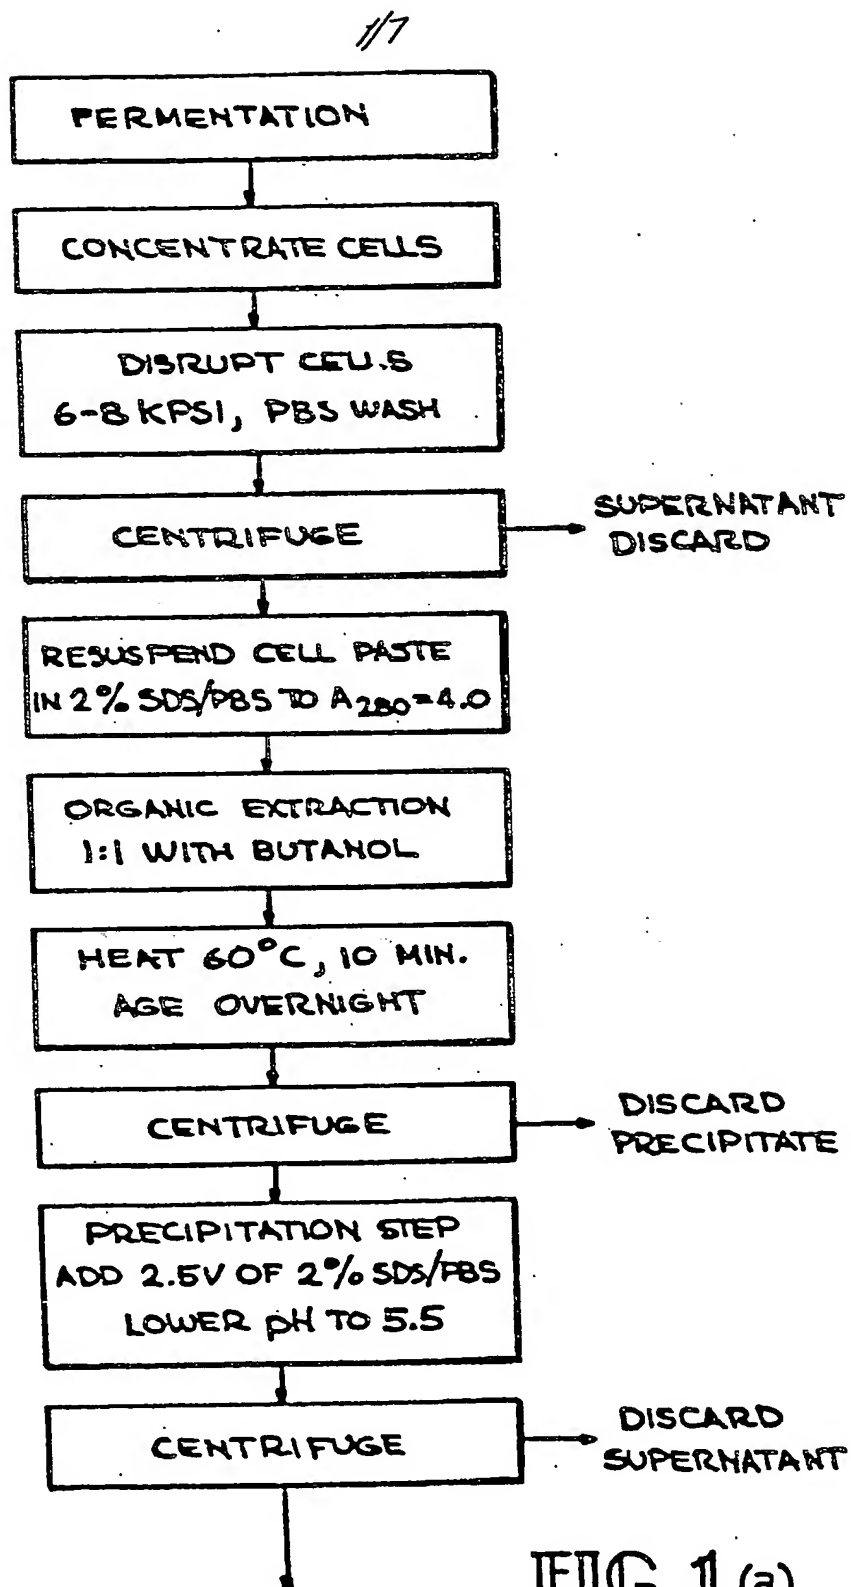 1/7
FERMENTATION
CONCENTRATE CELLS
DISRUPT CELLS
6-8 KPSI, PBS WASH
CENTRIFUGE
SUPERNATANT
DISCARD
RESUSPEND CELL PASTE
IN 2% SDS/PBS TO A280=4.0
ORGANIC EXTRACTION
1:1 WITH BUTANOL
HEAT 60°C, 10 MIN.
AGE OVERNIGHT
CENTRIFUGE
DISCARD
PRECIPITATE
PRECIPITATION STEP
ADD 2.5V OF 2% SDS/PBS
LOWER pH TO 5.5
CENTRIFUGE
DISCARD
SUPERNATANT
FIG. 1 (a)